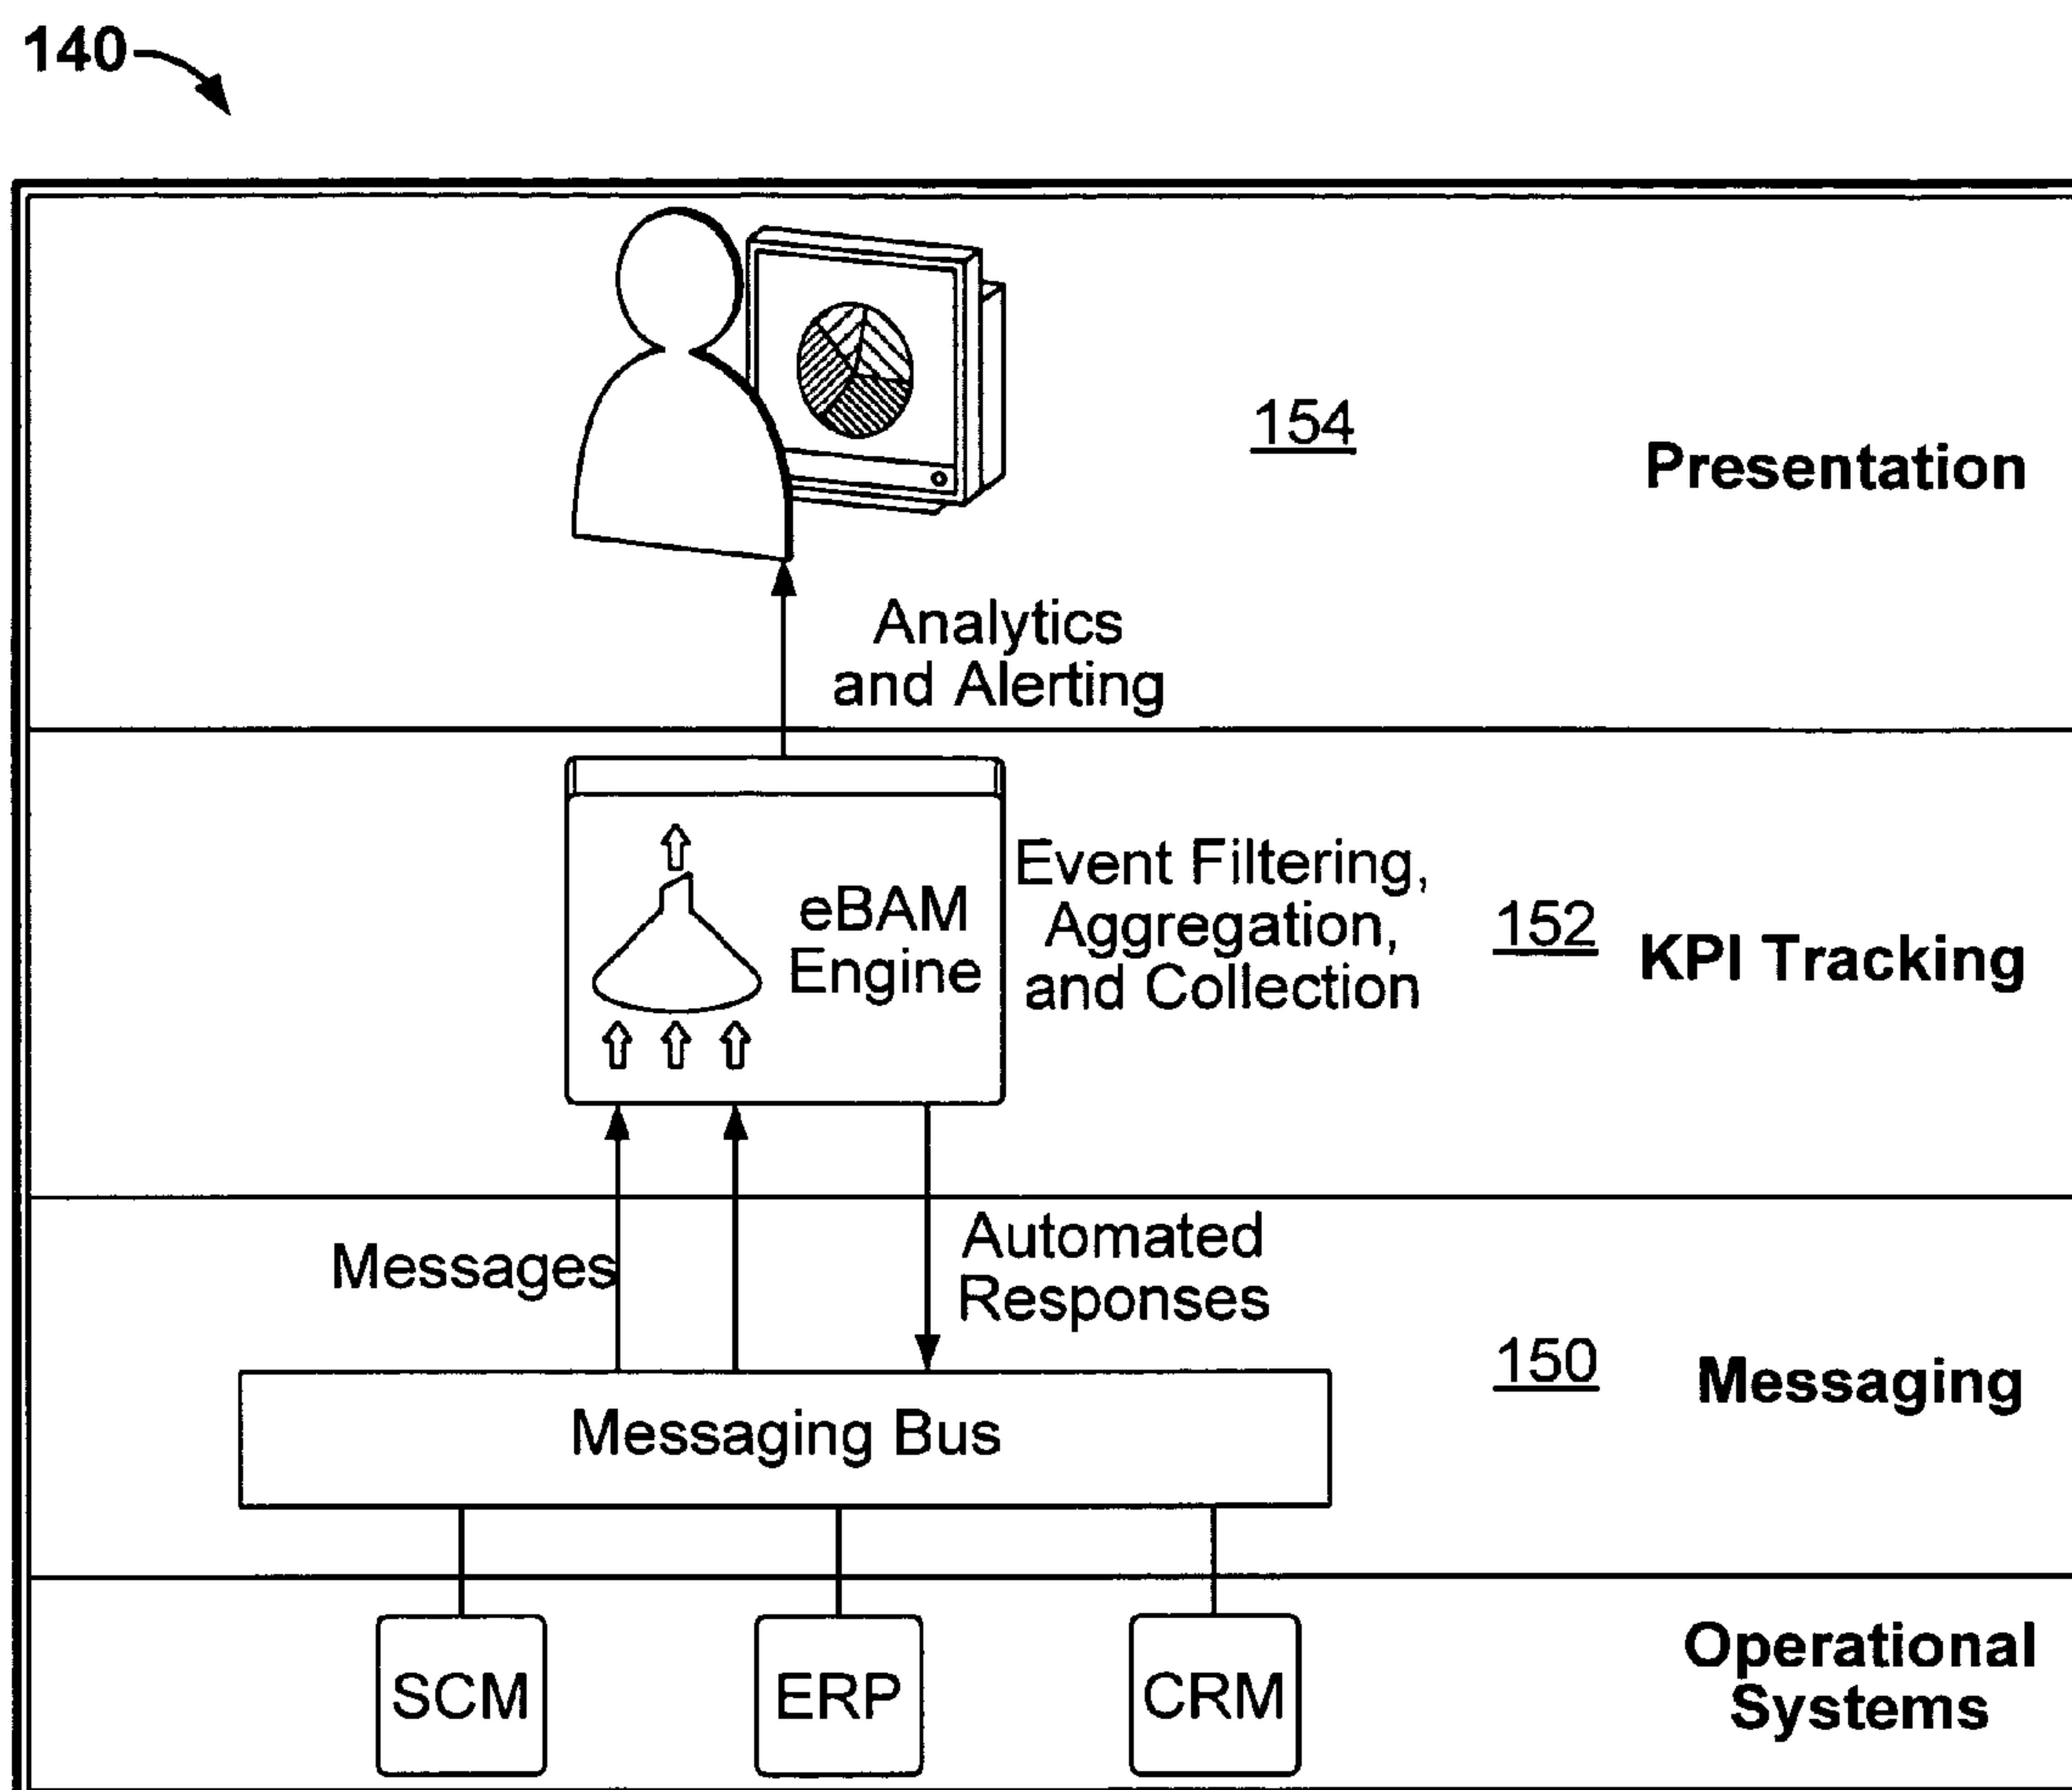 140
154
Presentation
Analytics
and Alerting
eBAM
Engine
Event Filtering,
Aggregation,
and Collection
152
KPI Tracking
Messages
Automated
Responses
150
Messaging
Messaging Bus
SCM
ERP
CRM
Operational
Systems